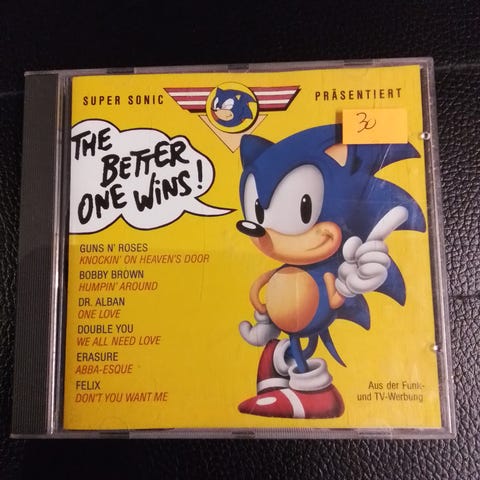 SUPER SONIC PRÄSENTIERT
30
THE
BETTER
ONE WINS!
GUNS N' ROSES
KNOCKIN' ON HEAVEN'S DOOR
BOBBY BROWN
HUMPIN' AROUND
DR. ALBAN
ONE LOVE
DOUBLE YOU
WE ALL NEED LOVE
ERASURE
ABBA-ESQUE
FELIX
DON'T YOU WANT ME
Aus der Funk-
und TV-Werbung